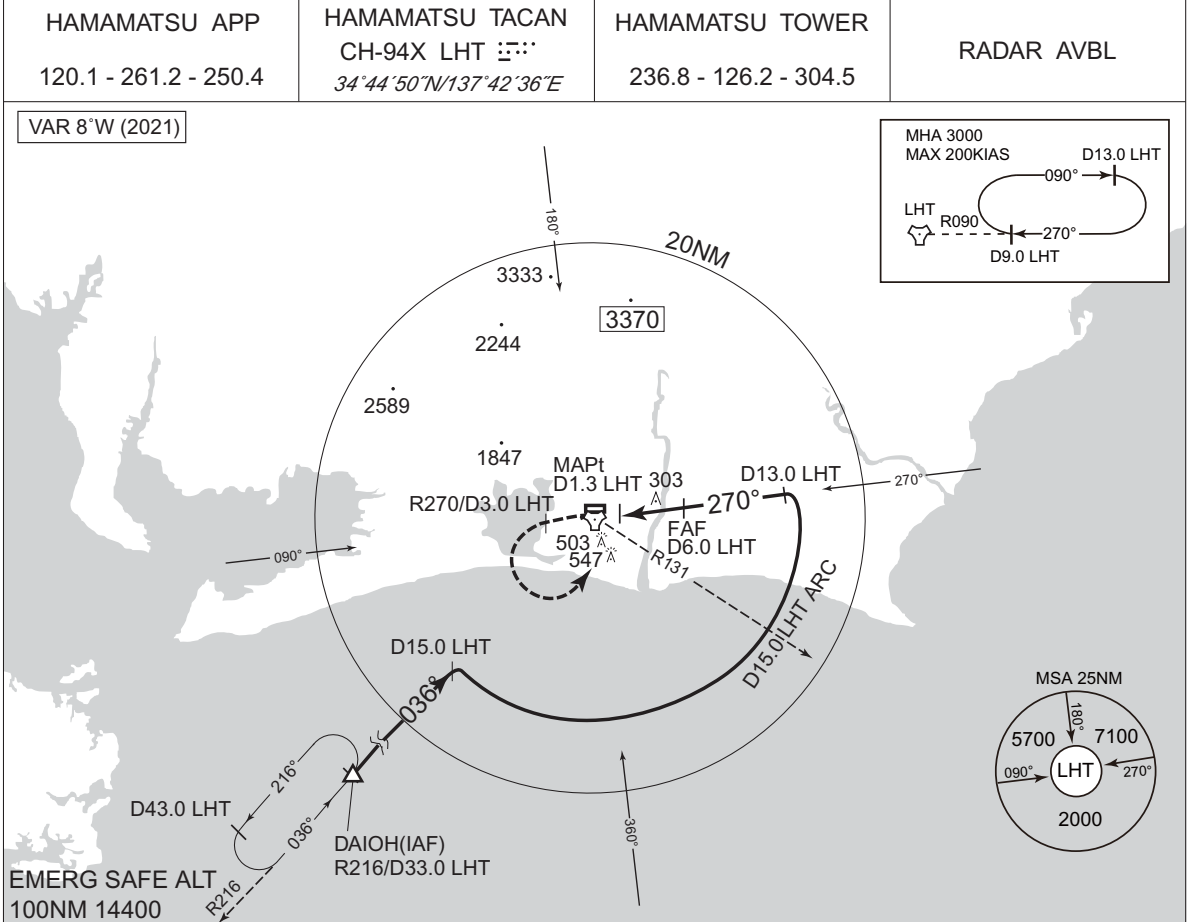 HAMAMATSU APP
120.1 - 261.2 - 250.4
HAMAMATSU TACAN
CH-94X LHT
34°44´50˝N/137°42´36˝E
HAMAMATSU TOWER
236.8 - 126.2 - 304.5
RADAR AVBL
VAR 8°W (2021)
MHA 3000
MAX 200KIAS
D13.0 LHT
090°
LHT
R090
270°
D9.0 LHT
180°
20NM
3333
3370
2244
2589
1847
MAPt
D1.3 LHT
303
D13.0 LHT
270°
R270/D3.0 LHT
270°
FAF
D6.0 LHT
503
547
R131
090°
D15.0 LHT ARC
D15.0 LHT
036°
MSA 25NM
180°
5700
7100
090°
LHT
270°
2000
216°
D43.0 LHT
036°
360°
DAIOH(IAF)
R216/D33.0 LHT
R216
EMERG SAFE ALT
100NM 14400